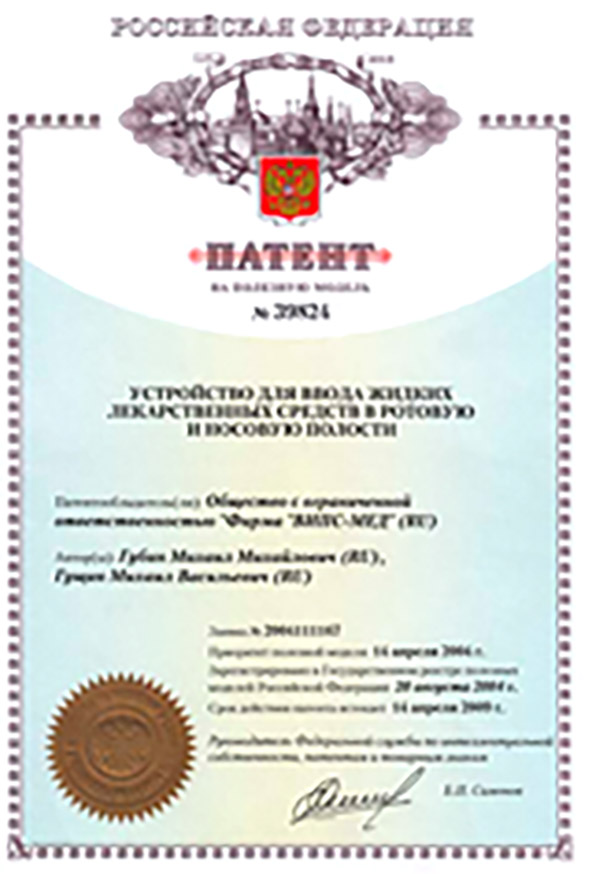 РОССИЙСКАЯ ФЕДЕРАЦИЯ
ПАТЕНТ
НА ПОЛЕЗНУЮ МОДЕЛЬ
№ 39824
УСТРОЙСТВО ДЛЯ ВВОДА ЖИДКИХ
ЛЕКАРСТВЕННЫХ СРЕДСТВ В РОТОВУЮ
И НОСОВУЮ ПОЛОСТИ
Патентообладатель(ли): Общество с ограниченной
ответственностью "Фирма "ВИПС-МЕД" (RU)
Автор(ы): Губин Михаил Михайлович (RU),
Михаил Васильевич (RU)
Заявка №
Приоритет полезной модели 14 апреля 2004 г.
Зарегистрировано в Государственном реестре полезных
моделей Российской Федерации 20 августа 2004 г.
Срок действия патента истекает 14 апреля 2009 г.
Руководитель Федеральной службы по интеллектуальной
собственности, патентам и товарным знакам
Б.П. Симонов